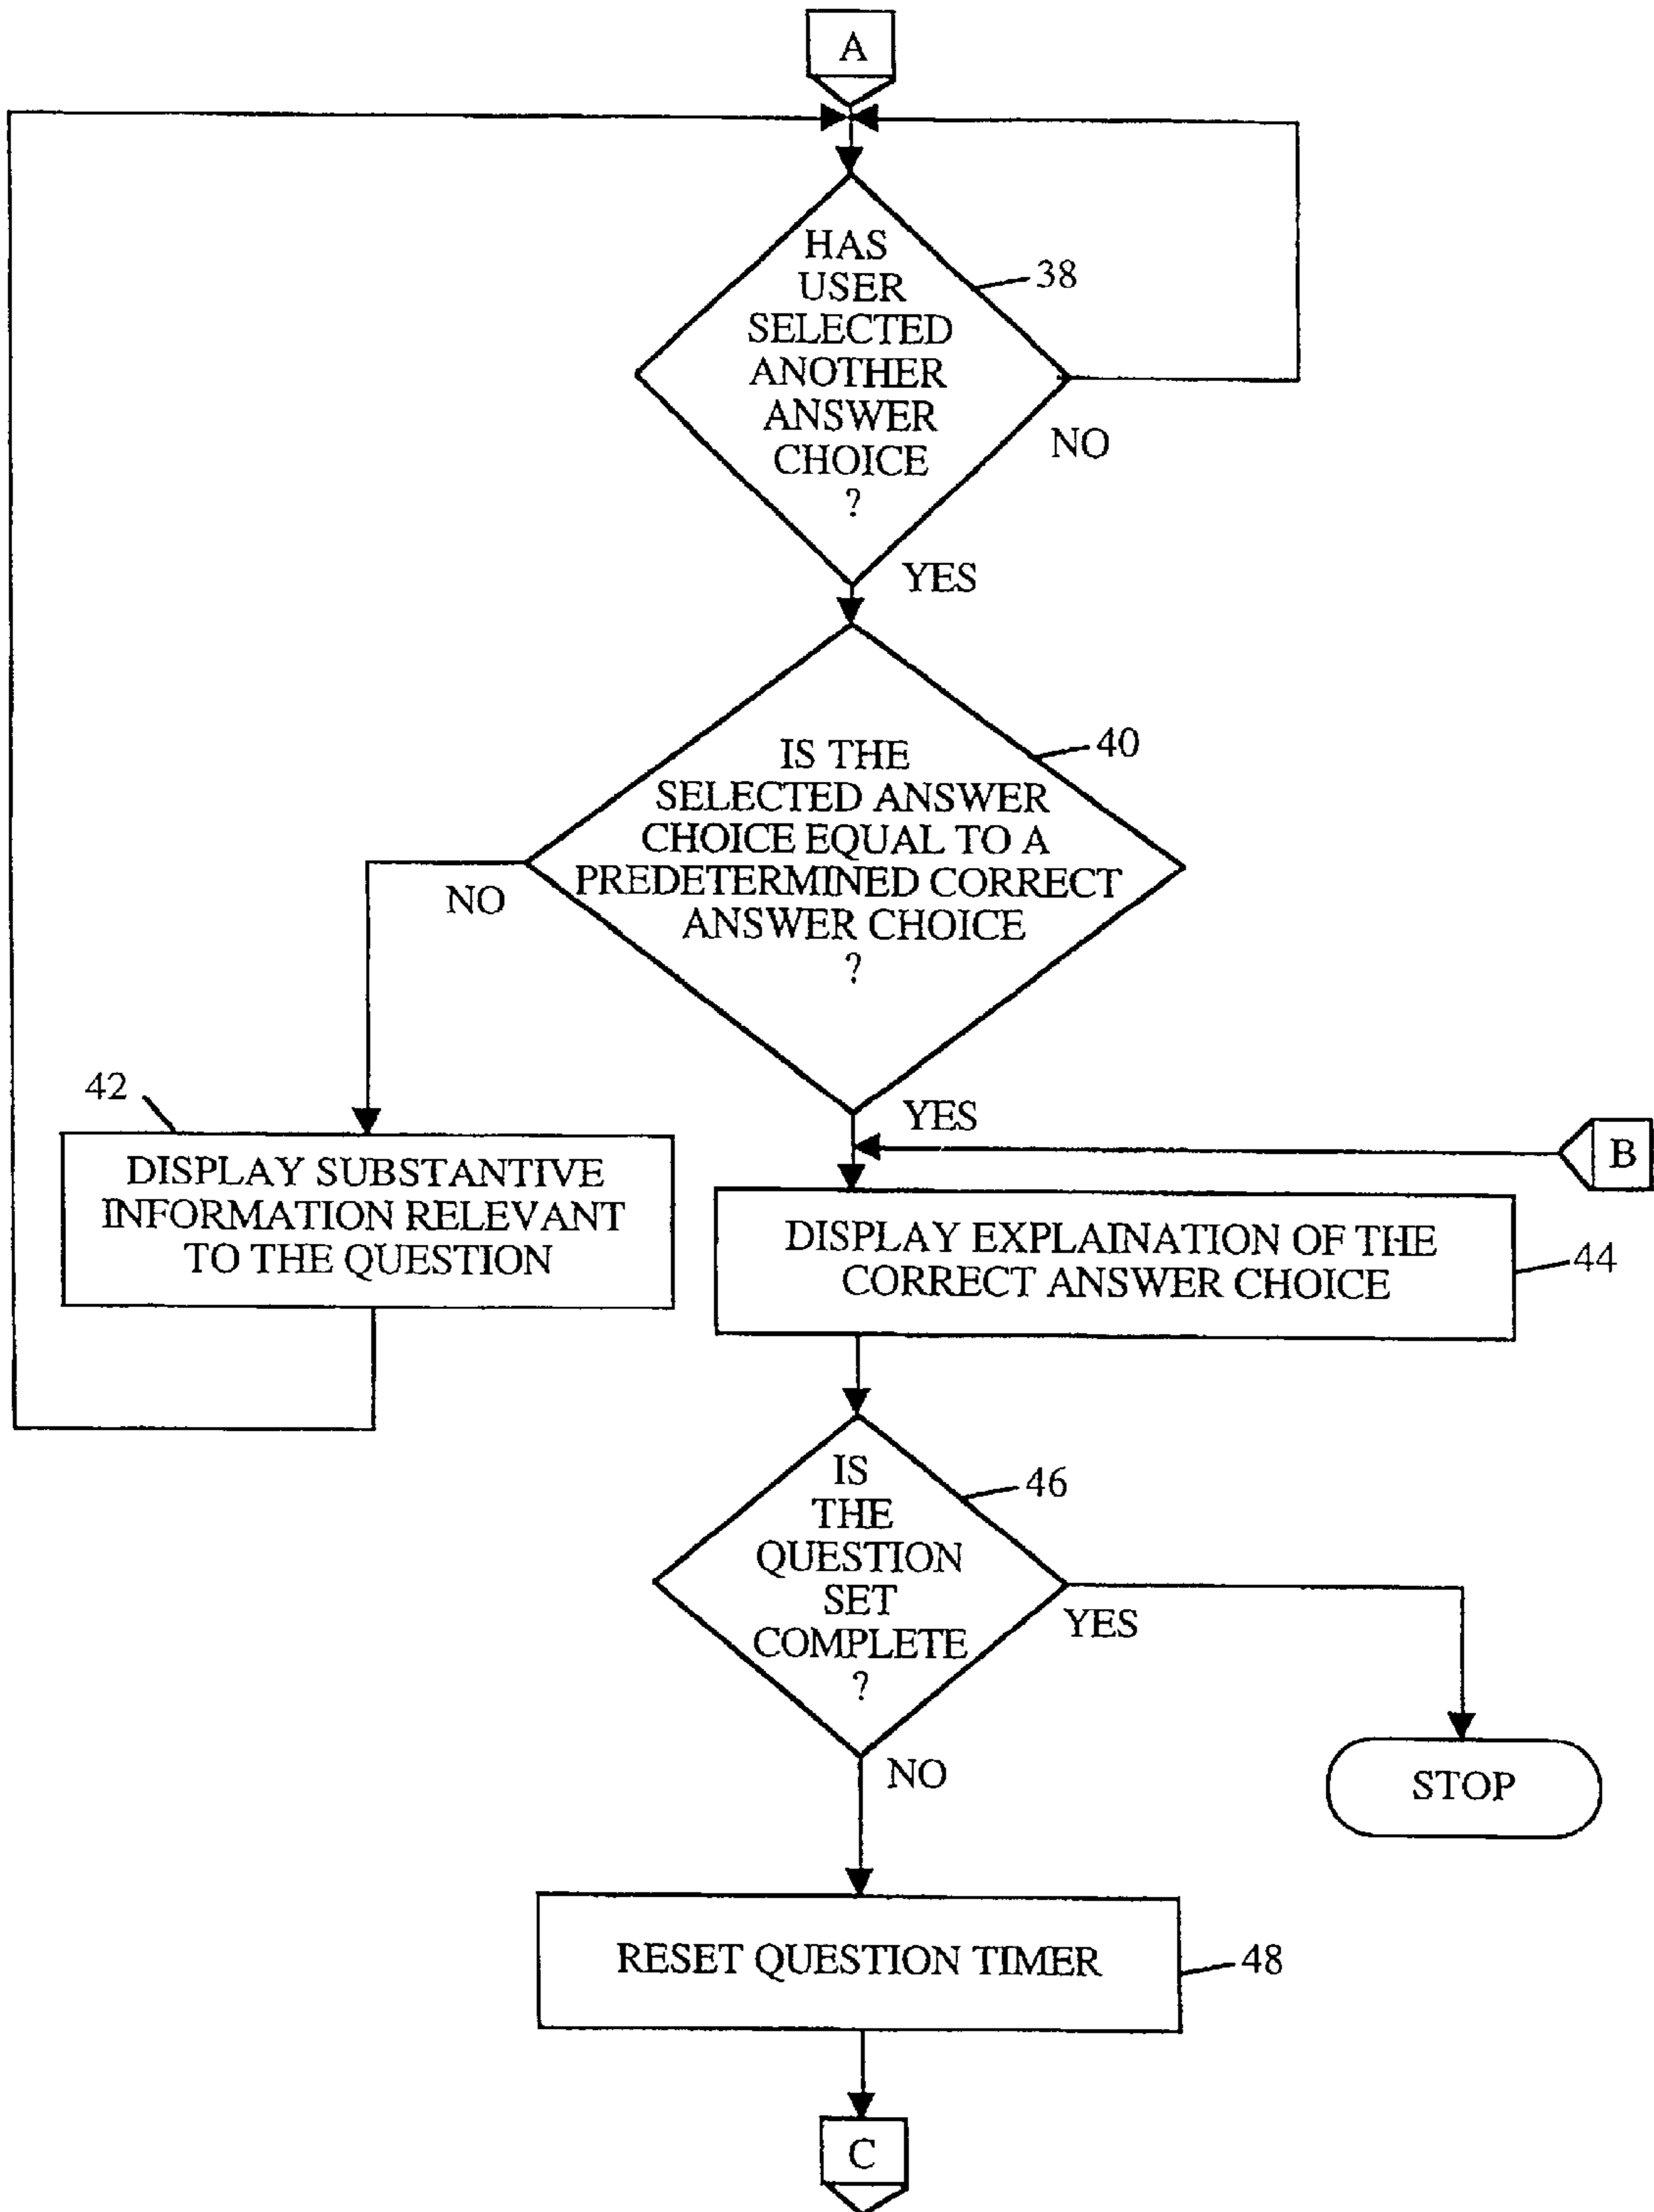 A
HAS
USER
SELECTED
ANOTHER
ANSWER
CHOICE
?
38
NO
YES
IS THE
SELECTED ANSWER
CHOICE EQUAL TO A
PREDETERMINED CORRECT
ANSWER CHOICE
?
40
NO
YES
42
DISPLAY SUBSTANTIVE
INFORMATION RELEVANT
TO THE QUESTION
B
DISPLAY EXPLAINATION OF THE
CORRECT ANSWER CHOICE
44
IS
THE
QUESTION
SET
COMPLETE
?
46
YES
NO
STOP
RESET QUESTION TIMER
48
C